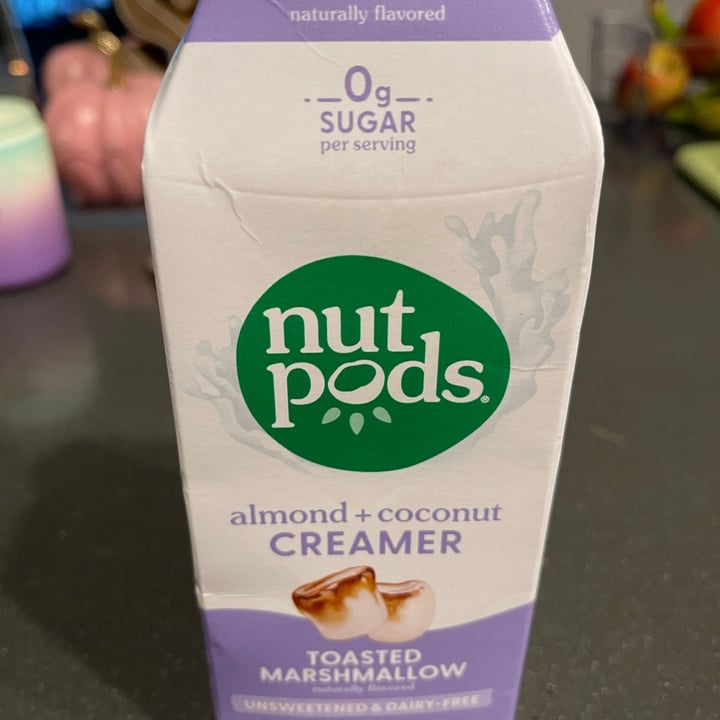 naturally flavored
0g
SUGAR
per serving
nut
pods®
almond + coconut
CREAMER
TOASTED
MARSHMALLOW
naturally flavored
UNSWEETENED & DAIRY-FREE